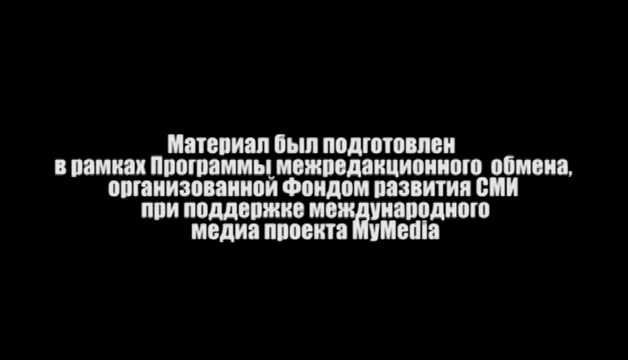 Материал был подготовлен
в рамках Программы межредакционного обмена,
организованной Фондом развития СМИ
при поддержке международного
медиа проекта MyMedia